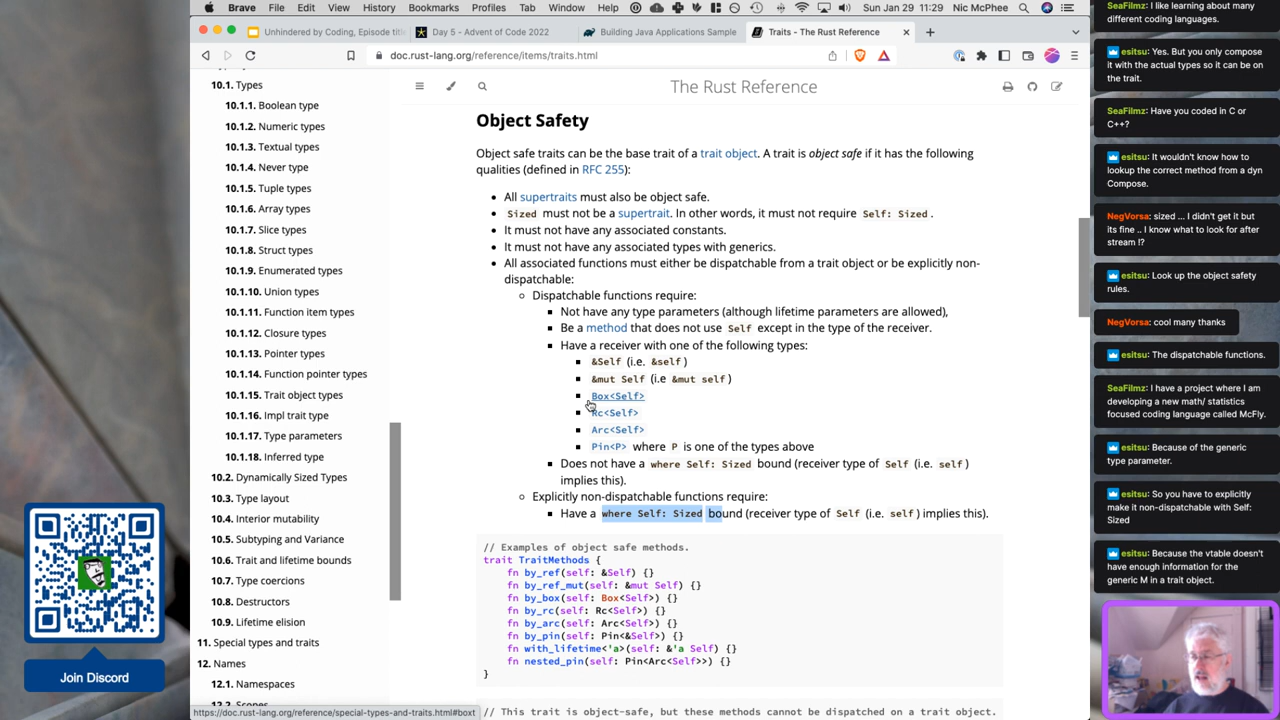 Brave File Edit View History Bookmarks Profiles Tab Window Help Sun Jan 29 11:29 Nic McPhee
Unhindered by Coding, Episode title
Day 5 - Advent of Code 2022
Building Java Applications Sample
Traits - The Rust Reference
doc.rust-lang.org/reference/items/traits.html
10.1. Types
10.1.1. Boolean type
10.1.2. Numeric types
10.1.3. Textual types
10.1.4. Never type
10.1.5. Tuple types
10.1.6. Array types
10.1.7. Slice types
10.1.8. Struct types
10.1.9. Enumerated types
10.1.10. Union types
10.1.11. Function item types
10.1.12. Closure types
10.1.13. Pointer types
10.1.14. Function pointer types
10.1.15. Trait object types
10.1.16. Impl trait type
10.1.17. Type parameters
10.1.18. Inferred type
10.2. Dynamically Sized Types
10.3. Type layout
10.4. Interior mutability
10.5. Subtyping and Variance
10.6. Trait and lifetime bounds
10.7. Type coercions
10.8. Destructors
10.9. Lifetime elision
11. Special types and traits
12. Names
12.1. Namespaces
12.2. Scopes
https://doc.rust-lang.org/reference/special-types-and-traits.html#boxt
Join Discord
The Rust Reference
Object Safety
Object safe traits can be the base trait of a trait object. A trait is object safe if it has the following
qualities (defined in RFC 255):
• All supertraits must also be object safe.
• Sized must not be a supertrait. In other words, it must not require Self: Sized.
• It must not have any associated constants.
• It must not have any associated types with generics.
• All associated functions must either be dispatchable from a trait object or be explicitly non-
dispatchable:
Dispatchable functions require:
Not have any type parameters (although lifetime parameters are allowed),
Be a method that does not use Self except in the type of the receiver.
Have a receiver with one of the following types:
&Self (i.e. &self)
&mut Self (i.e &mut self)
Box<Self>
Rc<Self>
Arc<Self>
Pin<P> where P is one of the types above
Does not have a where Self: Sized bound (receiver type of Self (i.e. self)
implies this).
Explicitly non-dispatchable functions require:
Have a where Self: Sized bound (receiver type of Self (i.e. self) implies this).
// Examples of object safe methods.
trait TraitMethods {
fn by_ref(self: &Self) {}
fn by_ref_mut(self: &mut Self) {}
fn by_box(self: Box<Self>) {}
fn by_rc(self: Rc<Self>) {}
fn by_arc(self: Arc<Self>) {}
fn by_pin(self: Pin<&Self>) {}
fn with_lifetime<'a>(self: &'a Self) {}
fn nested_pin(self: Pin<Arc<Self>>) {}
}
// This trait is object-safe, but these methods cannot be dispatched on a trait object.
SeaFilmz: I like learning about many
different coding languages.
esitsu: Yes. But you only compose
it with the actual types so it can be on
the trait.
SeaFilmz: Have you coded in C or
C++?
esitsu: It wouldn't know how to
lookup the correct method from a dyn
Compose.
NegVorsa: sized ... I didn't get it but
its fine .. I know what to look for after
stream !?
esitsu: Look up the object safety
rules.
NegVorsa: cool many thanks
esitsu: The dispatchable functions.
SeaFilmz: I have a project where I am
developing a new math/ statistics
focused coding language called McFly.
esitsu: Because of the generic
type parameter.
esitsu: So you have to explicitly
make it non-dispatchable with Self:
Sized
esitsu: Because the vtable doesn't
have enough information for the
generic M in a trait object.